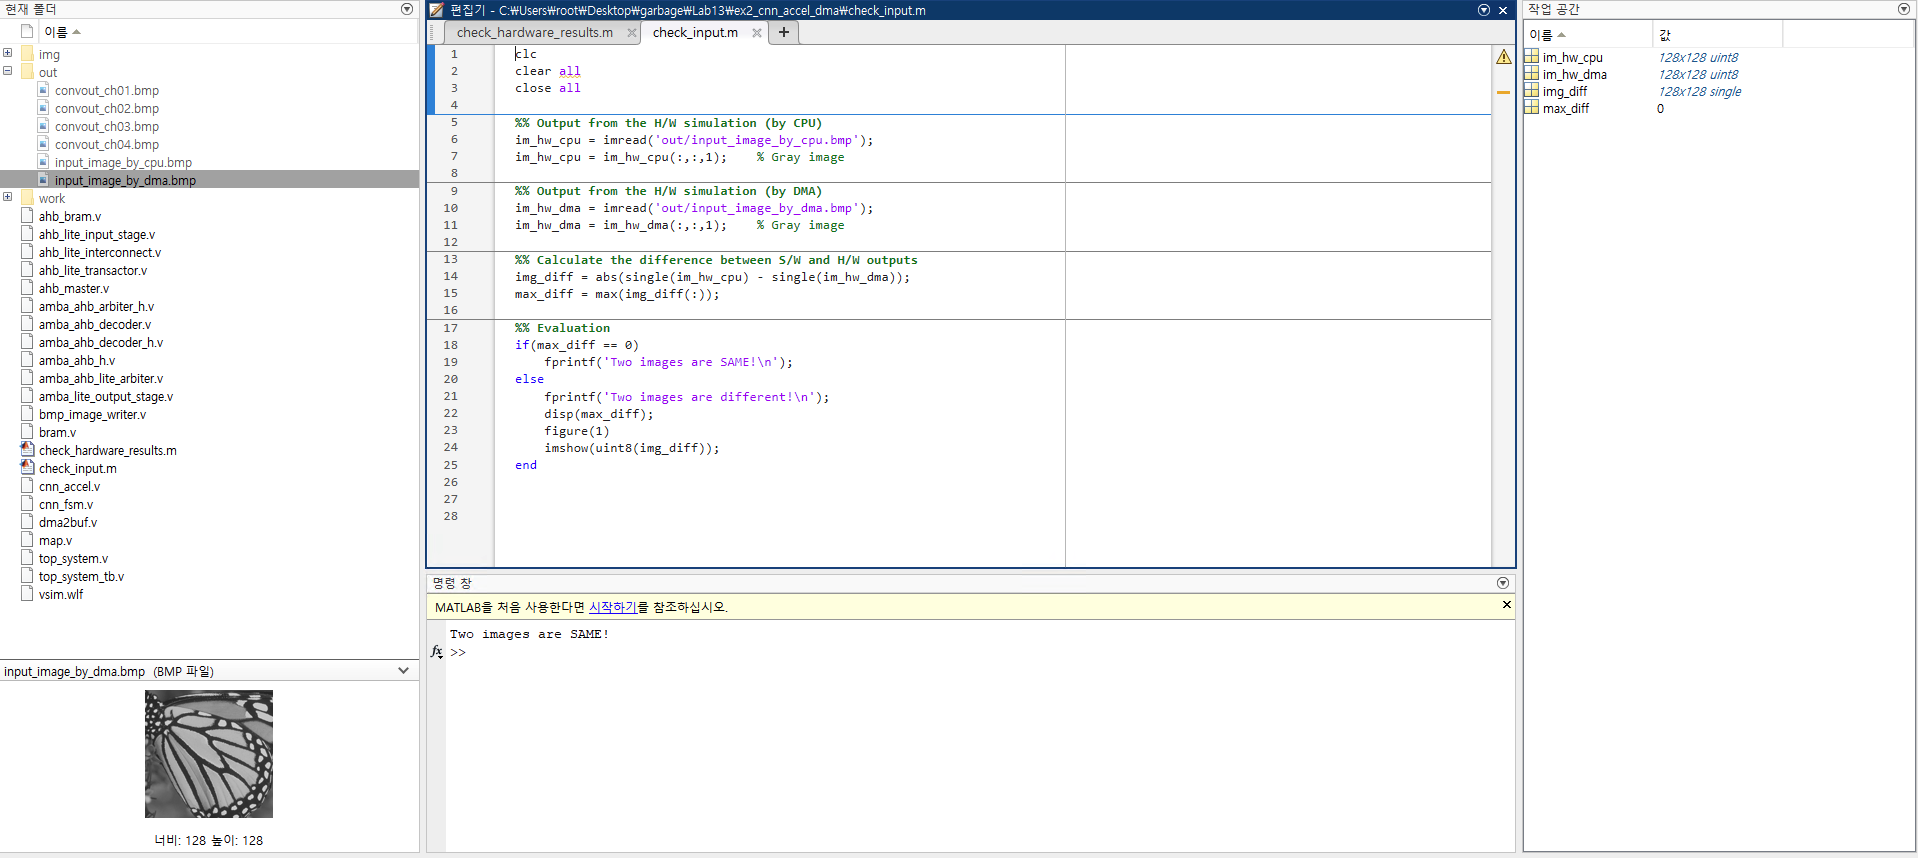 현재 폴더
이름
img
out
convout_ch01.bmp
convout_ch02.bmp
convout_ch03.bmp
convout_ch04.bmp
input_image_by_cpu.bmp
input_image_by_dma.bmp
work
ahb_bram.v
ahb_lite_input_stage.v
ahb_lite_interconnect.v
ahb_lite_transactor.v
ahb_master.v
amba_ahb_arbiter_h.v
amba_ahb_decoder.v
amba_ahb_decoder_h.v
amba_ahb_h.v
amba_ahb_lite_arbiter.v
amba_lite_output_stage.v
bmp_image_writer.v
bram.v
check_hardware_results.m
check_input.m
cnn_accel.v
cnn_fsm.v
dma2buf.v
map.v
top_system.v
top_system_tb.v
vsim.wlf
input_image_by_dma.bmp (BMP 파일)
너비: 128 높이: 128
편집기 - C:₩Users₩root₩Desktop₩garbage₩Lab13₩ex2_cnn_accel_dma₩check_input.m
check_hardware_results.m × check_input.m × +
1 clc
2 clear all
3 close all
4
5 %% Output from the H/W simulation (by CPU)
6 im_hw_cpu = imread('out/input_image_by_cpu.bmp');
7 im_hw_cpu = im_hw_cpu(:,:,1);    % Gray image
8
9 %% Output from the H/W simulation (by DMA)
10 im_hw_dma = imread('out/input_image_by_dma.bmp');
11 im_hw_dma = im_hw_dma(:,:,1);    % Gray image
12
13 %% Calculate the difference between S/W and H/W outputs
14 img_diff = abs(single(im_hw_cpu) - single(im_hw_dma));
15 max_diff = max(img_diff(:));
16
17 %% Evaluation
18 if(max_diff == 0)
19     fprintf('Two images are SAME!\n');
20 else
21     fprintf('Two images are different!\n');
22     disp(max_diff);
23     figure(1)
24     imshow(uint8(img_diff));
25 end
26
27
28
명령 창
MATLAB을 처음 사용한다면 시작하기를 참조하십시오.
Two images are SAME!
fx >>
작업 공간
이름 값
im_hw_cpu 128x128 uint8
im_hw_dma 128x128 uint8
img_diff 128x128 single
max_diff 0